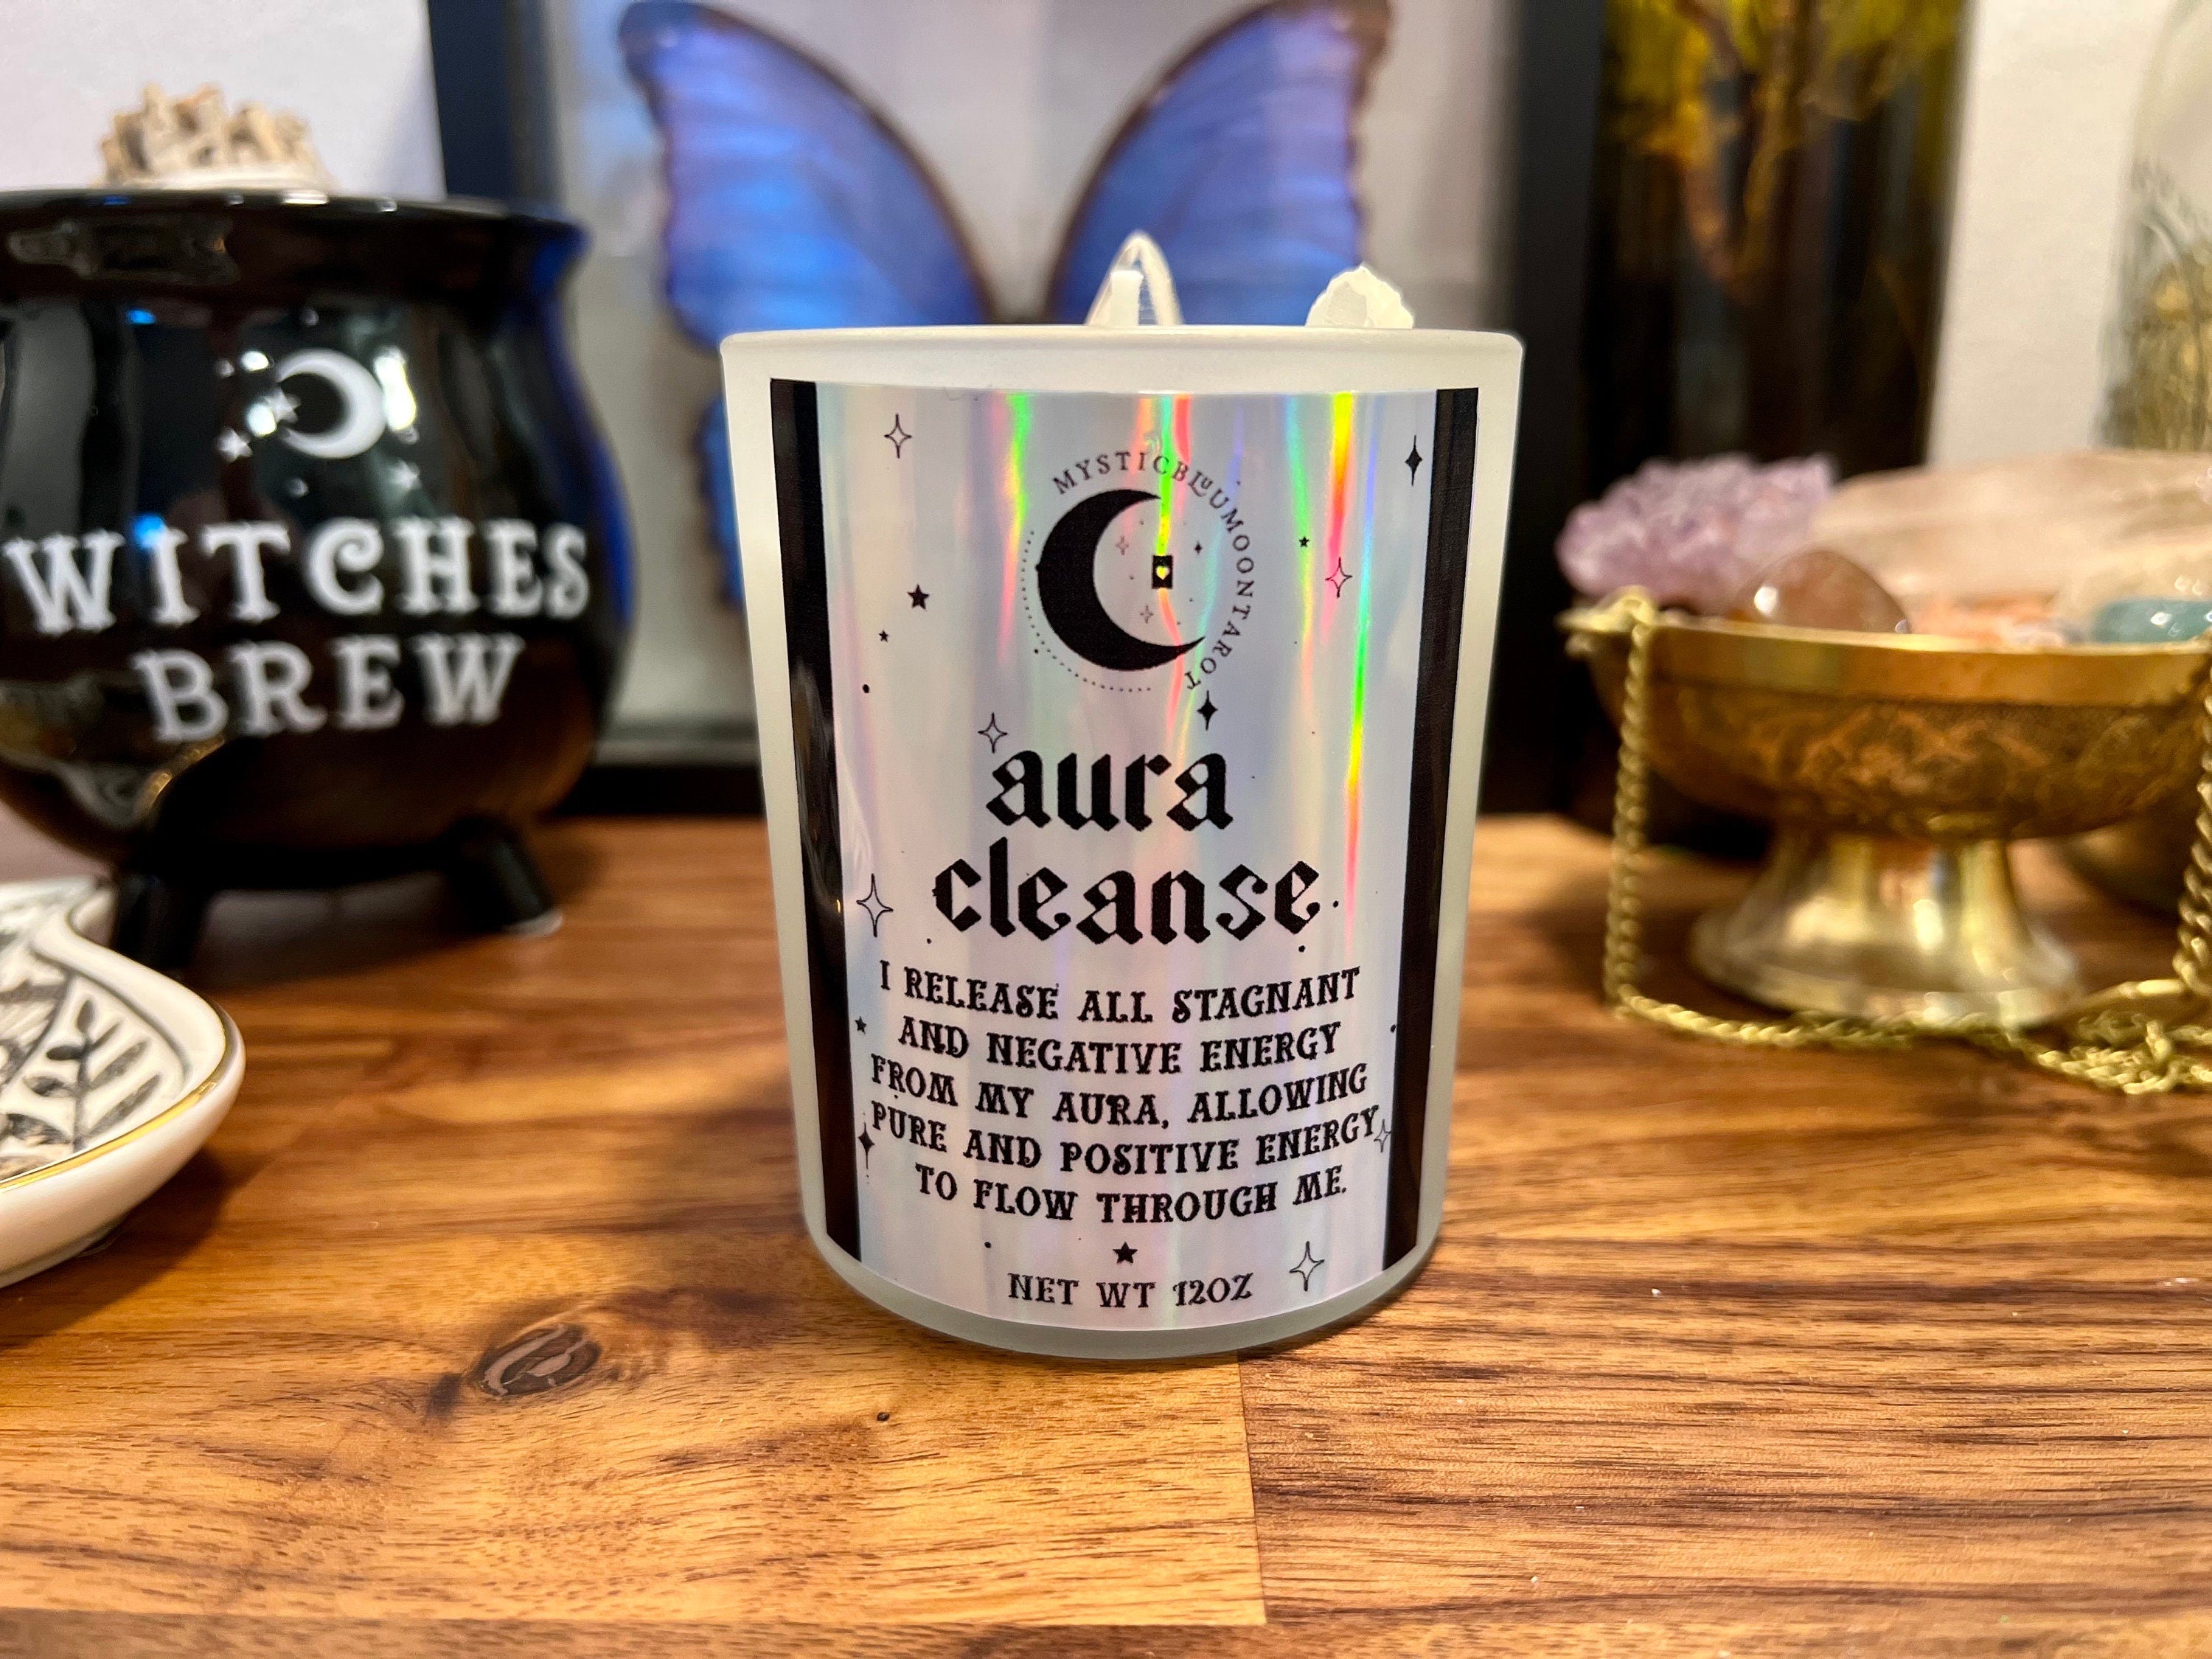 WITCHES
BREW
MYSTICBLUUMOONTAROT
aura
cleanse
I RELEASE ALL STAGNANT
AND NEGATIVE ENERGY
FROM MY AURA, ALLOWING
PURE AND POSITIVE ENERGY
TO FLOW THROUGH ME.
NET WT 12OZ